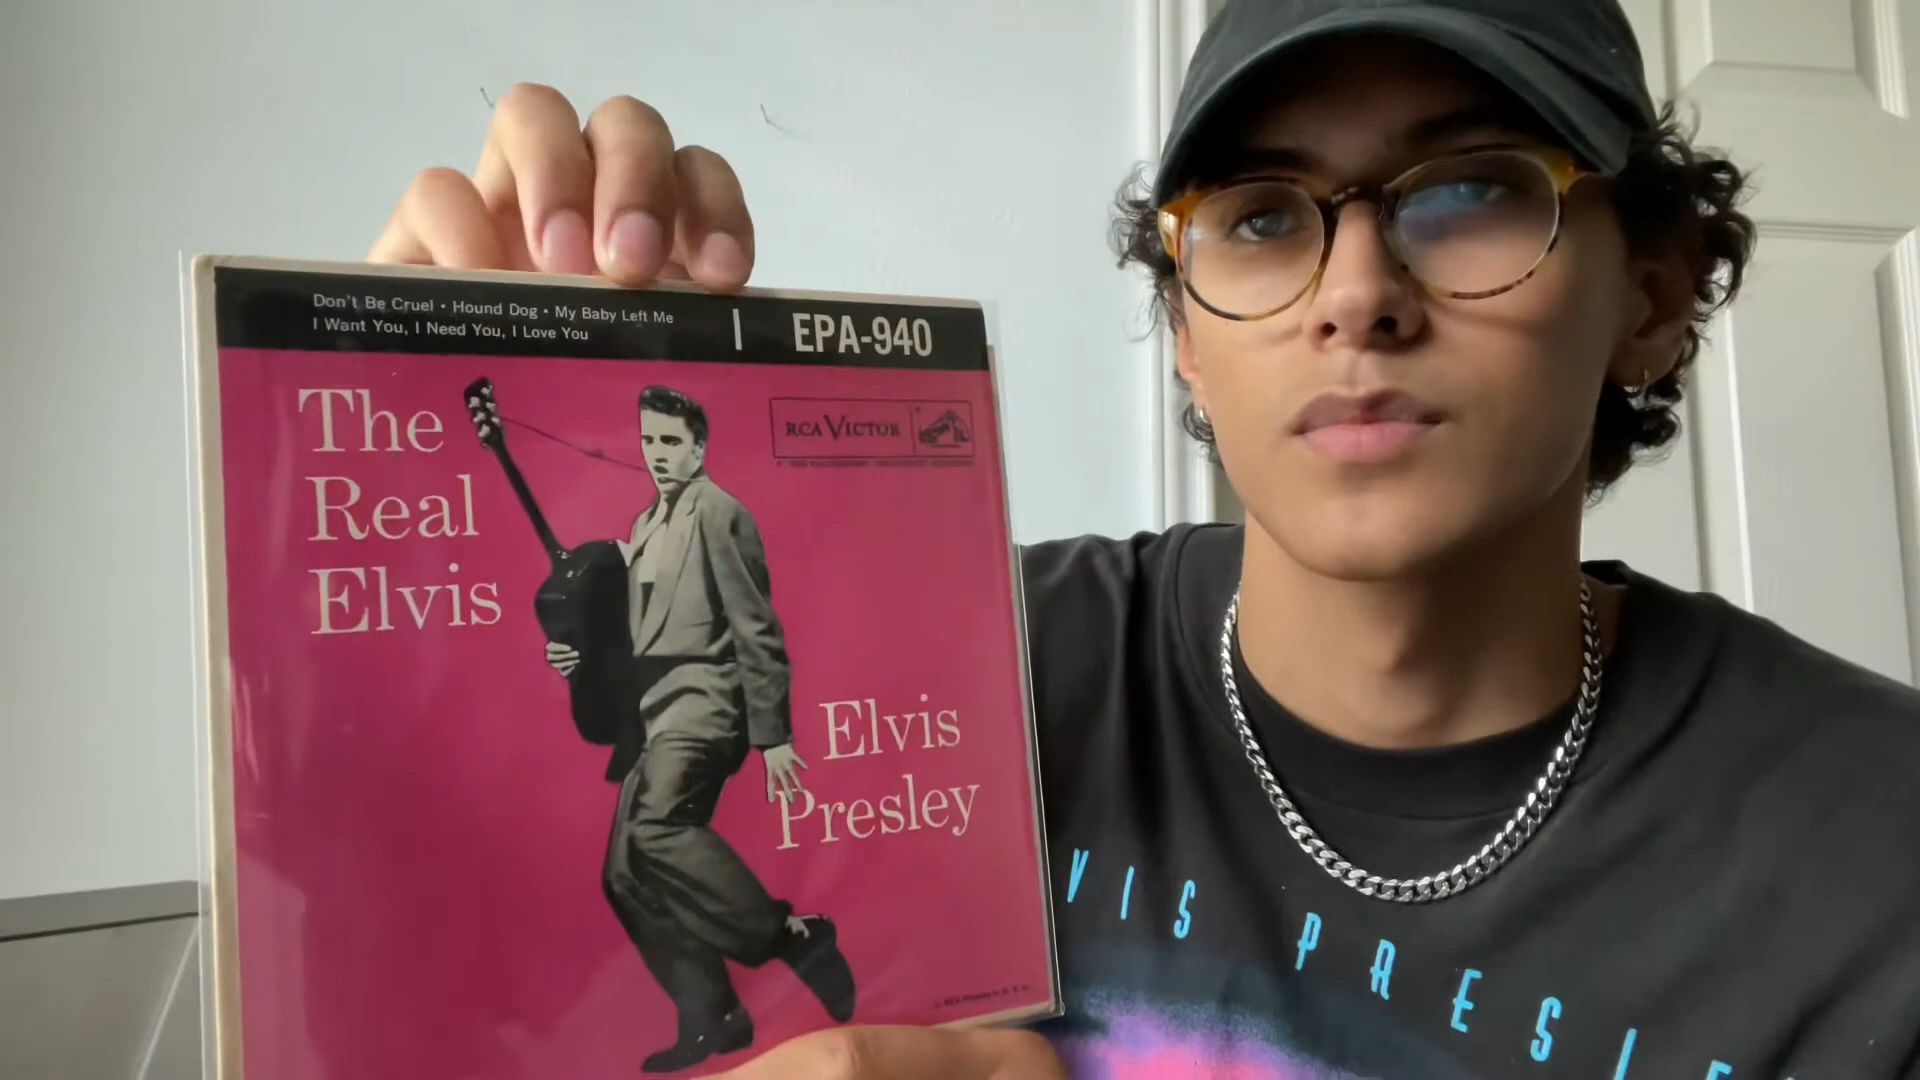 Don't Be Cruel • Hound Dog • My Baby Left Me
I Want You, I Need You, I Love You
EPA-940
The
Real
Elvis
RCA VICTOR
Elvis
Presley
VIS PRESLE